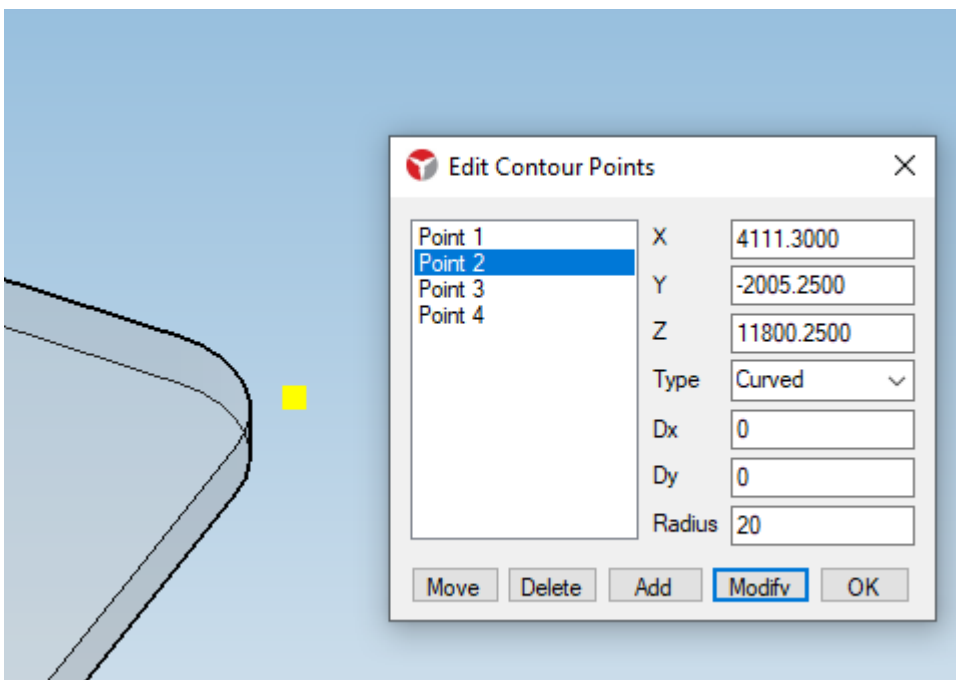 Edit Contour Points
Point 1
Point 2
Point 3
Point 4
X 4111.3000
Y -2005.2500
Z 11800.2500
Type Curved
Dx 0
Dy 0
Radius 20
Move Delete Add Modify OK